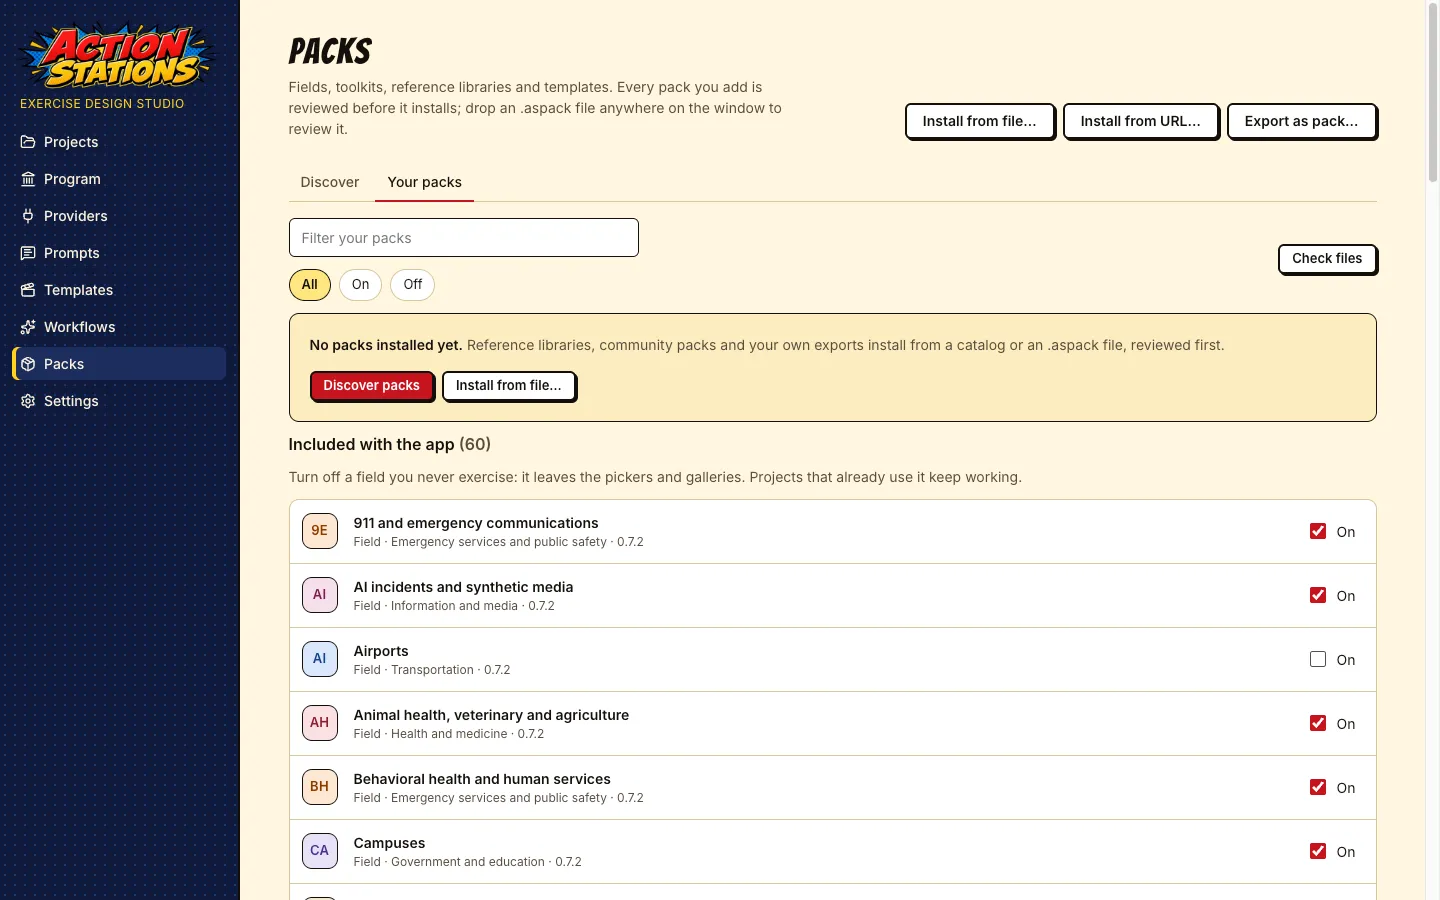 ACTION
STATIONS
EXERCISE DESIGN STUDIO
Projects
Program
Providers
Prompts
Templates
Workflows
Packs
Settings
PACKS
Fields, toolkits, reference libraries and templates. Every pack you add is
reviewed before it installs; drop an .aspack file anywhere on the window to
review it.
Install from file...
Install from URL...
Export as pack...
Discover
Your packs
Filter your packs
All
On
Off
Check files
No packs installed yet. Reference libraries, community packs and your own exports install from a catalog or an .aspack file, reviewed first.
Discover packs
Install from file...
Included with the app (60)
Turn off a field you never exercise: it leaves the pickers and galleries. Projects that already use it keep working.
9E
911 and emergency communications
Field · Emergency services and public safety · 0.7.2
On
AI
AI incidents and synthetic media
Field · Information and media · 0.7.2
On
AI
Airports
Field · Transportation · 0.7.2
On
AH
Animal health, veterinary and agriculture
Field · Health and medicine · 0.7.2
On
BH
Behavioral health and human services
Field · Emergency services and public safety · 0.7.2
On
CA
Campuses
Field · Government and education · 0.7.2
On